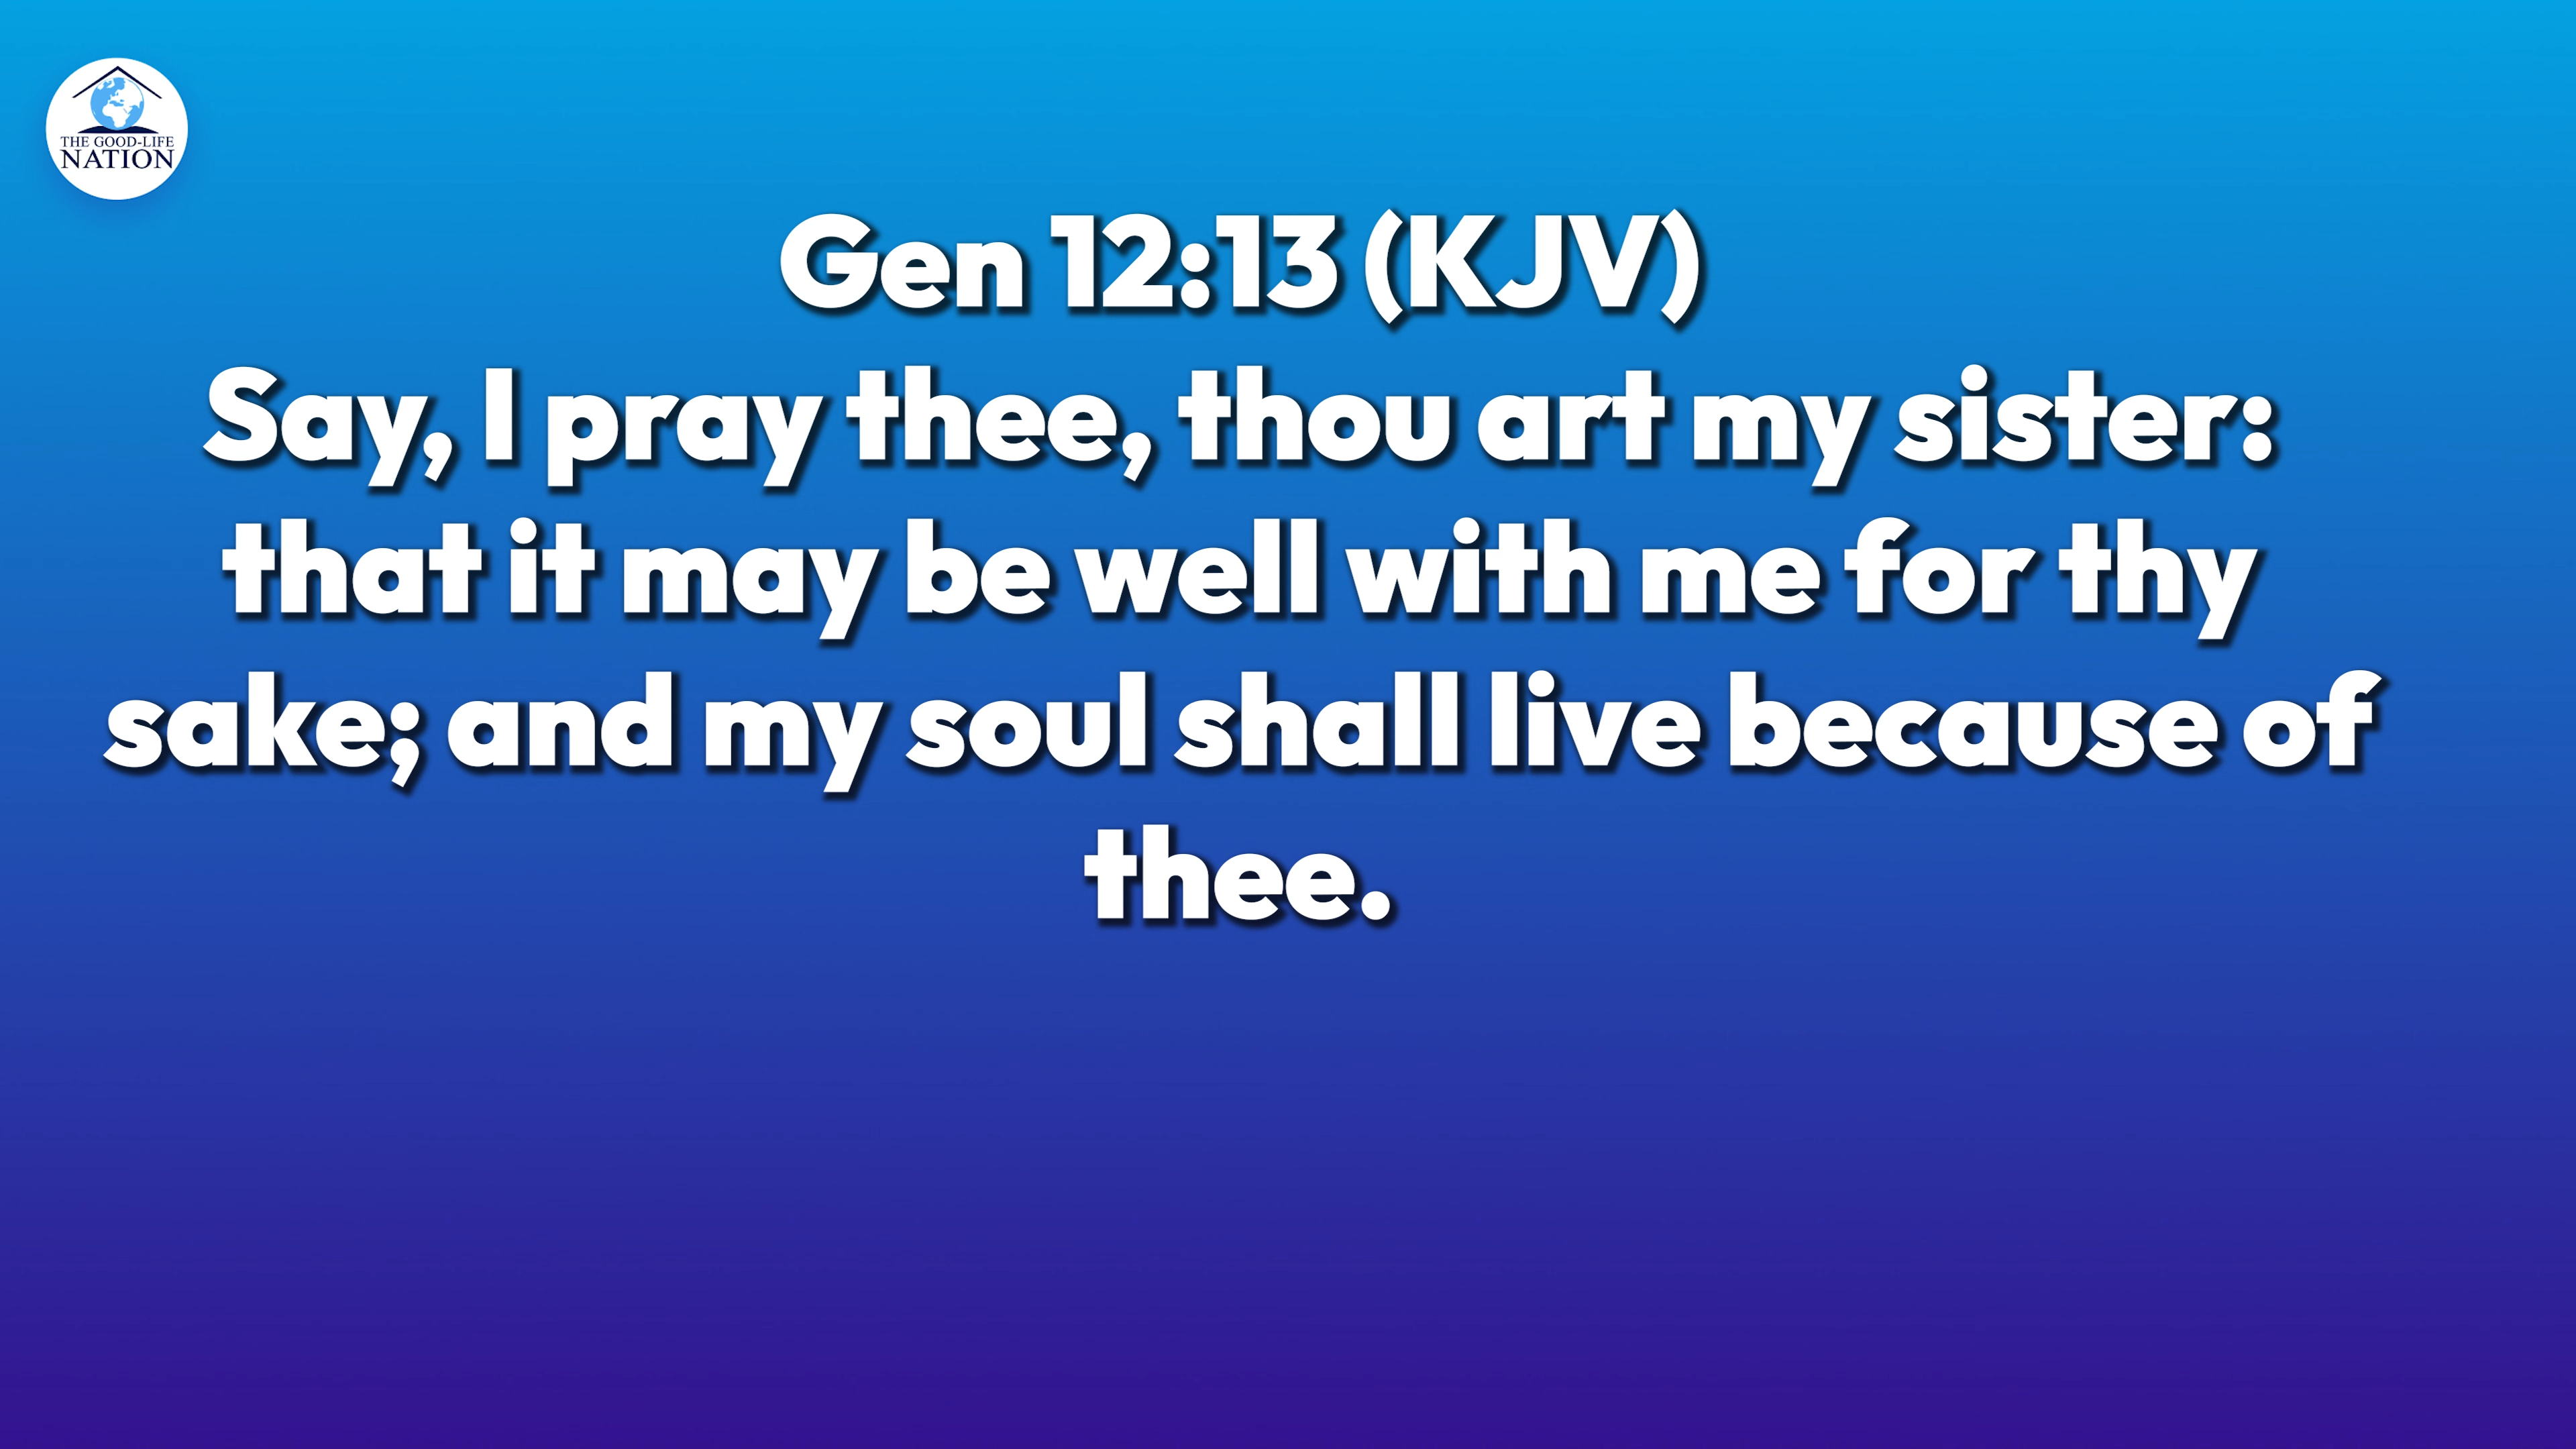 THE GOOD-LIFE
NATION
Gen 12:13 (KJV)
Say, I pray thee, thou art my sister:
that it may be well with me for thy
sake; and my soul shall live because of
thee.